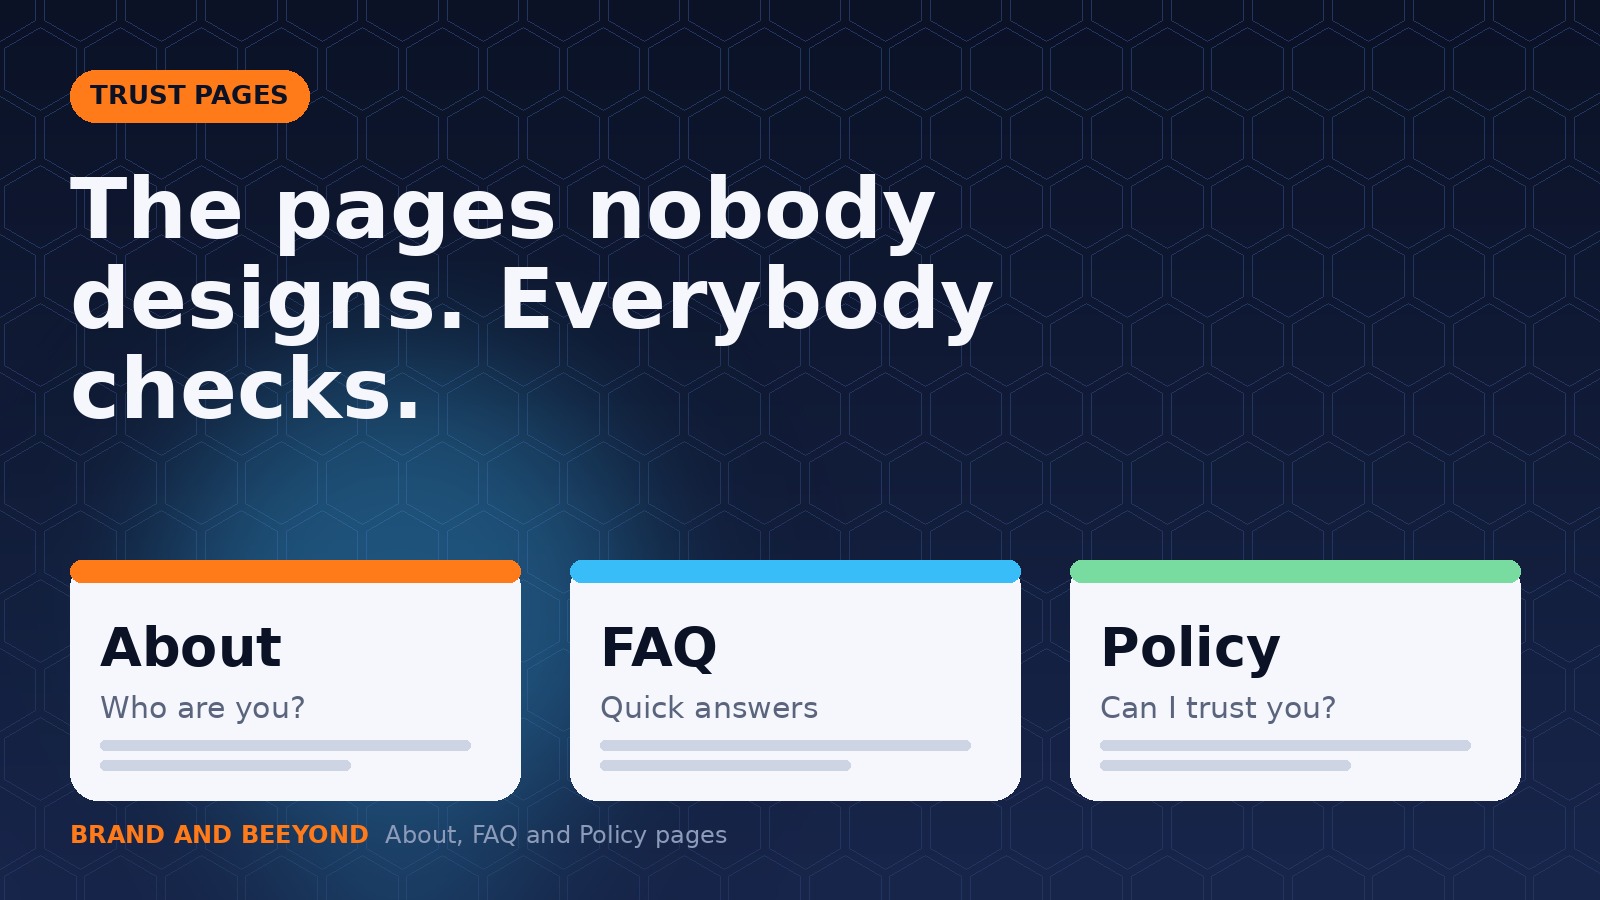 TRUST PAGES
The pages nobody
designs. Everybody
checks.
About
Who are you?
FAQ
Quick answers
Policy
Can I trust you?
BRAND AND BEEYOND About, FAQ and Policy pages